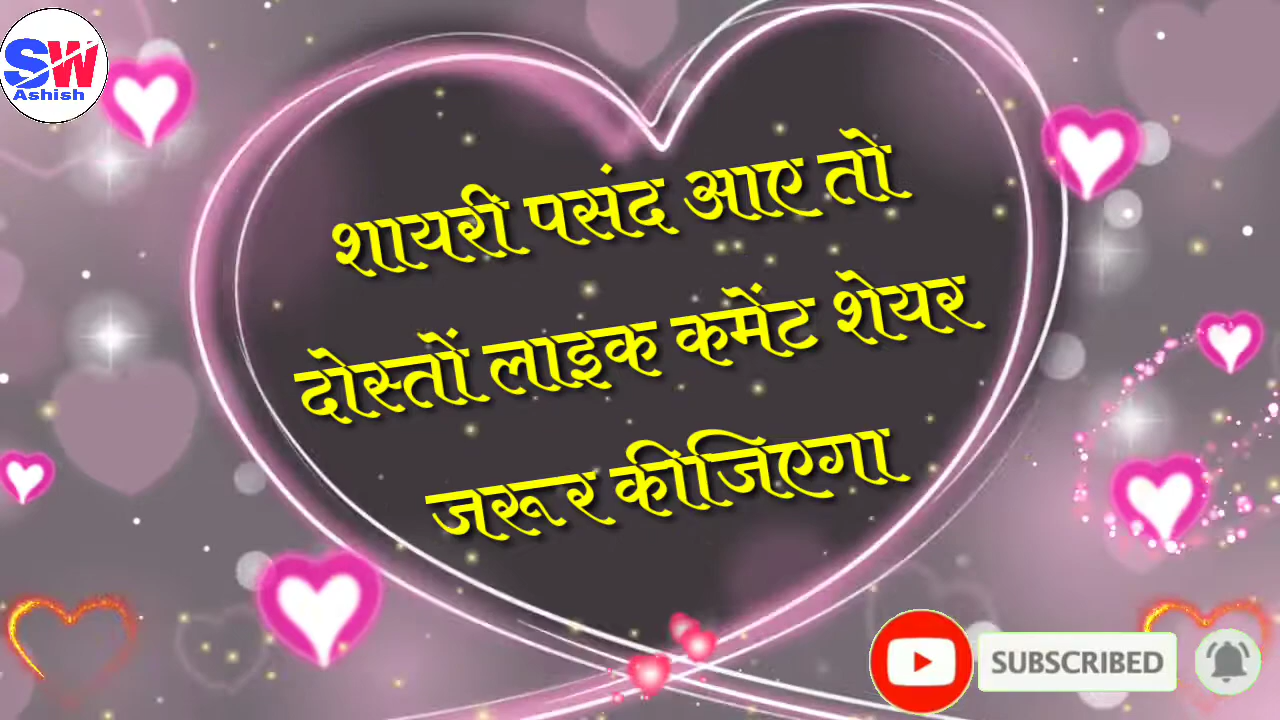 SW
Ashish
शायरी पसंद आए तो
दोस्तों लाइक कमेंट शेयर
जरूर कीजिएगा
SUBSCRIBED